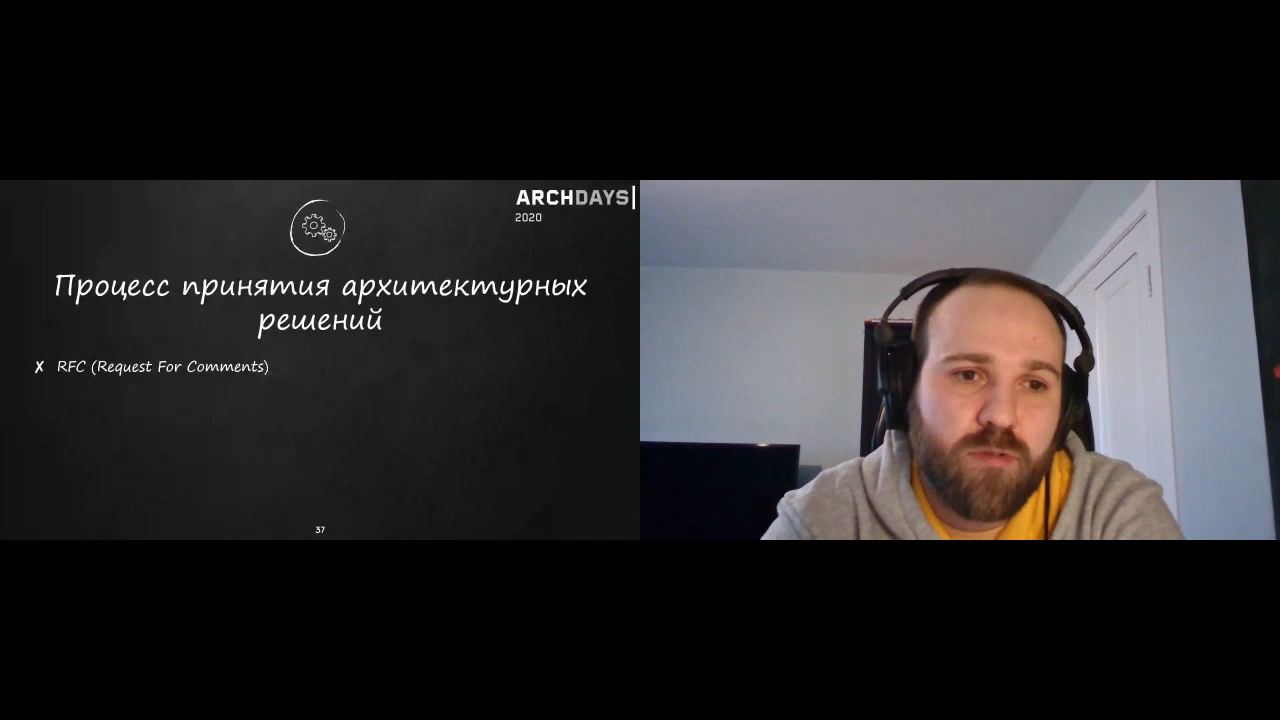 ARCHDAYS
2020
Процесс принятия архитектурных
решений
✗ RFC (Request For Comments)
37